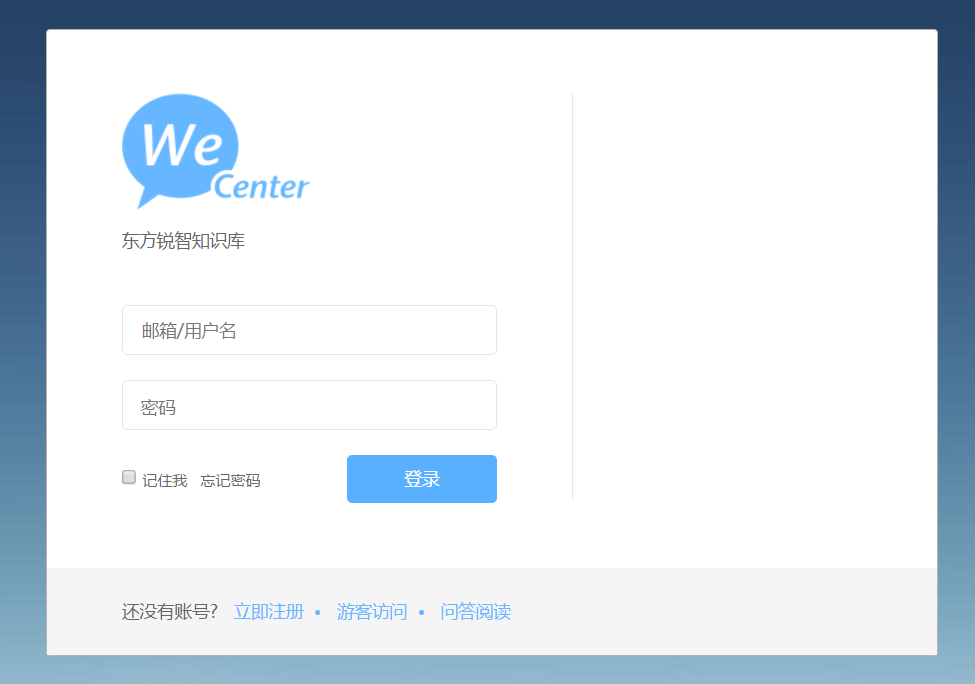 We
Center
东方锐智知识库
邮箱/用户名
密码
记住我 忘记密码
登录
还没有账号? 立即注册 • 游客访问 • 问答阅读